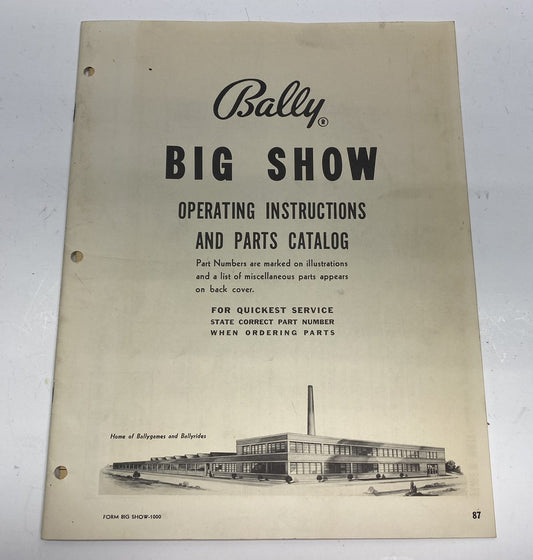 Bally®
BIG SHOW
OPERATING INSTRUCTIONS
AND PARTS CATALOG
Part Numbers are marked on illustrations
and a list of miscellaneous parts appears
on back cover.
FOR QUICKEST SERVICE
STATE CORRECT PART NUMBER
WHEN ORDERING PARTS
Home of Ballygames and Ballyrides
FORM BIG SHOW-1000
87